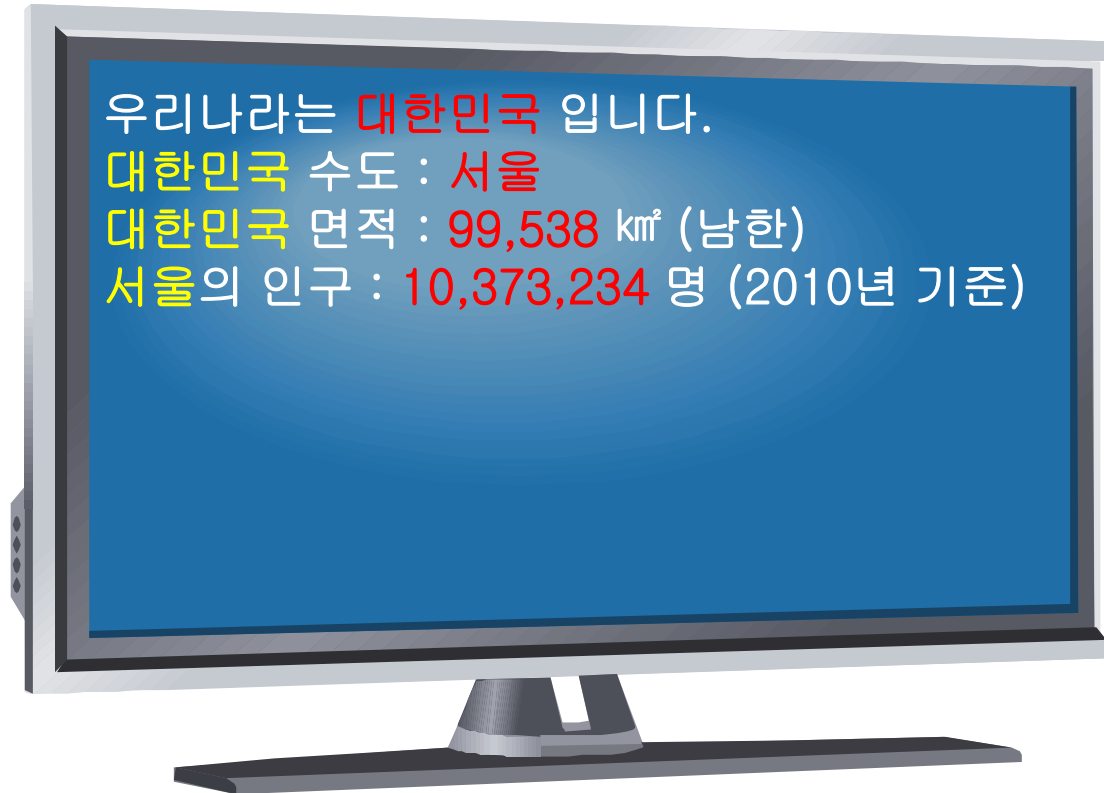 우리나라는 대한민국 입니다.
대한민국 수도 : 서울
대한민국 면적 : 99,538 ㎢ (남한)
서울의 인구 : 10,373,234 명 (2010년 기준)